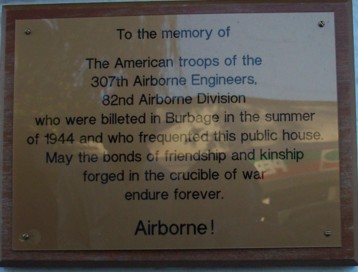 To the memory of
The American troops of the
307th Airborne Engineers,
82nd Airborne Division
who were billeted in Burbage in the summer
of 1944 and who frequented this public house.
May the bonds of friendship and kinship
forged in the crucible of war
endure forever.
Airborne!